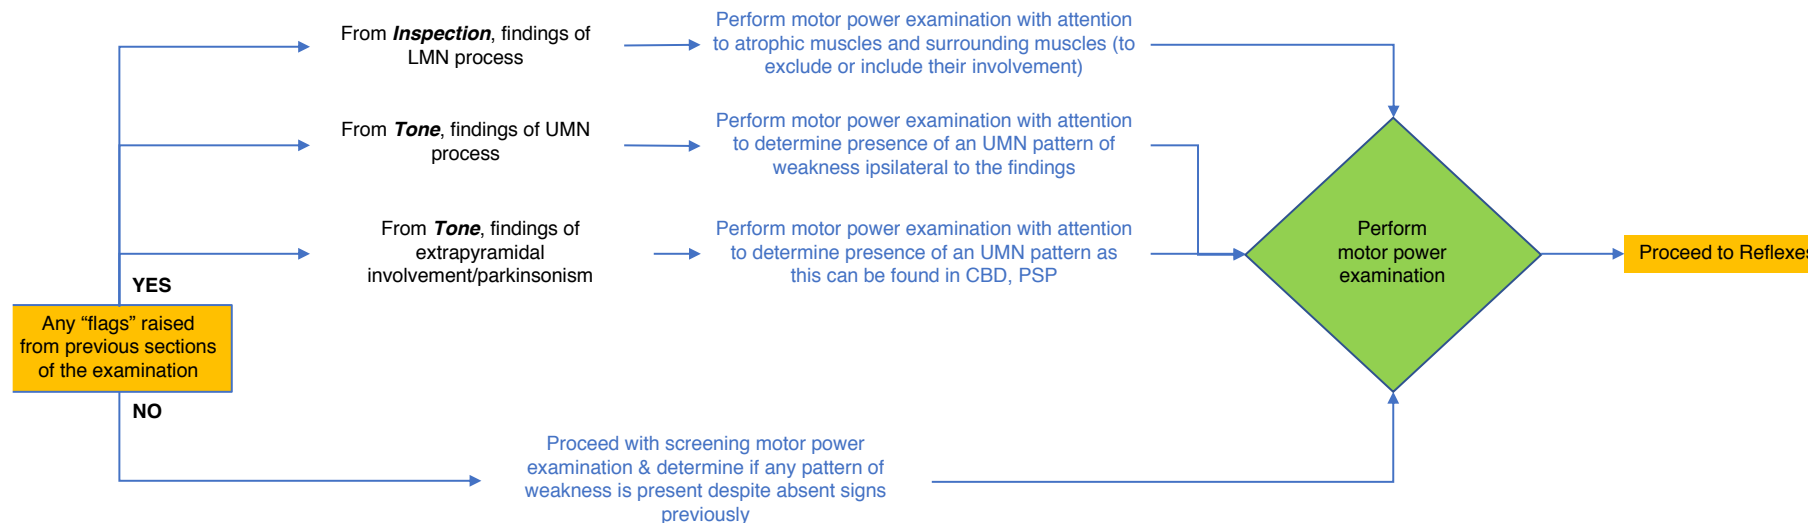 From Inspection, findings of
LMN process
Perform motor power examination with attention
to atrophic muscles and surrounding muscles (to
exclude or include their involvement)
From Tone, findings of UMN
process
Perform motor power examination with attention
to determine presence of an UMN pattern of
weakness ipsilateral to the findings
From Tone, findings of
extrapyramidal
involvement/parkinsonism
Perform motor power examination with attention
to determine presence of an UMN pattern as
this can be found in CBD, PSP
Perform
motor power
examination
Proceed to Reflexes
YES
Any “flags” raised
from previous sections
of the examination
NO
Proceed with screening motor power
examination & determine if any pattern of
weakness is present despite absent signs
previously